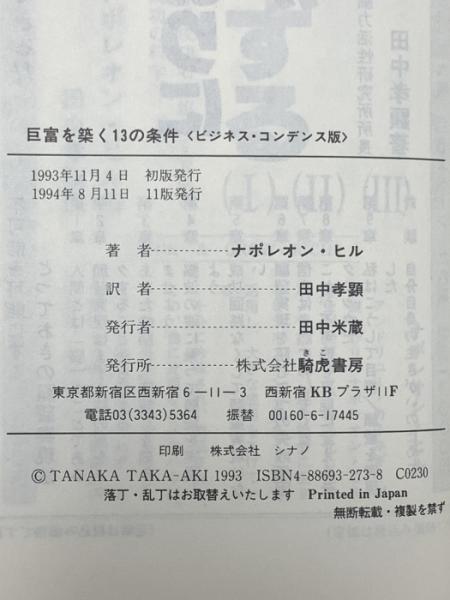 巨富を築く13の条件〈ビジネス・コンデンス版〉
1993年11月4日　初版発行
1994年8月11日　11版発行
著者…………ナポレオン・ヒル
訳者…………田中孝顕
発行者…………田中米蔵
発行所…………株式会社騎虎書房
きこ
東京都新宿区西新宿6－11－3　西新宿KBプラザ11F
電話03(3343)5364　振替　00160-6-17445
印刷　株式会社　シナノ
©TANAKA TAKA-AKI 1993 ISBN4-88693-273-8 C0230
落丁・乱丁はお取替えいたします　Printed in Japan
無断転載・複製を禁ず